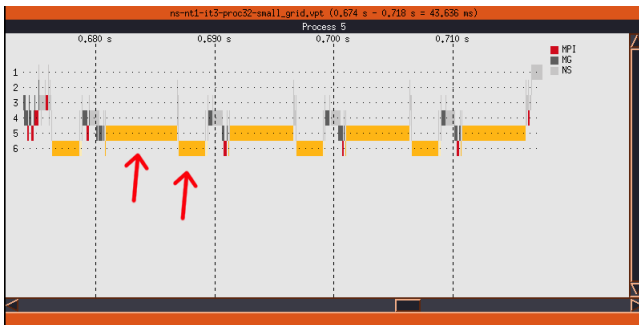 ns-nt1-it3-proc32-small_grid.vpt (0.674 s - 0.718 s = 43.636 ms)
Process 5
0.680 s 0.690 s 0.700 s 0.710 s
MPI
MG
NS
1
2
3
4
5
6